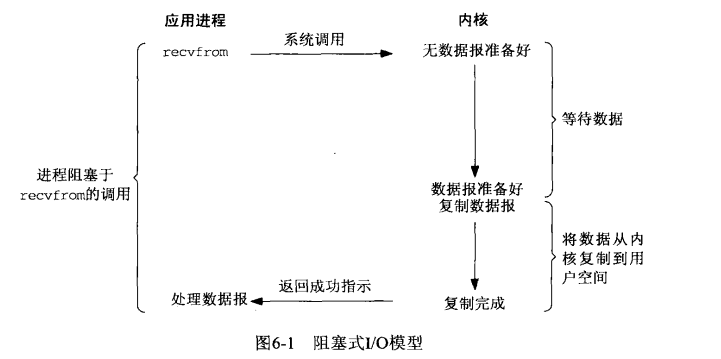 应用进程
内核
recvfrom
系统调用
无数据报准备好
等待数据
进程阻塞于
recvfrom的调用
数据报准备好
复制数据报
将数据从内
核复制到用
户空间
处理数据报
返回成功指示
复制完成
图6-1 阻塞式I/O模型